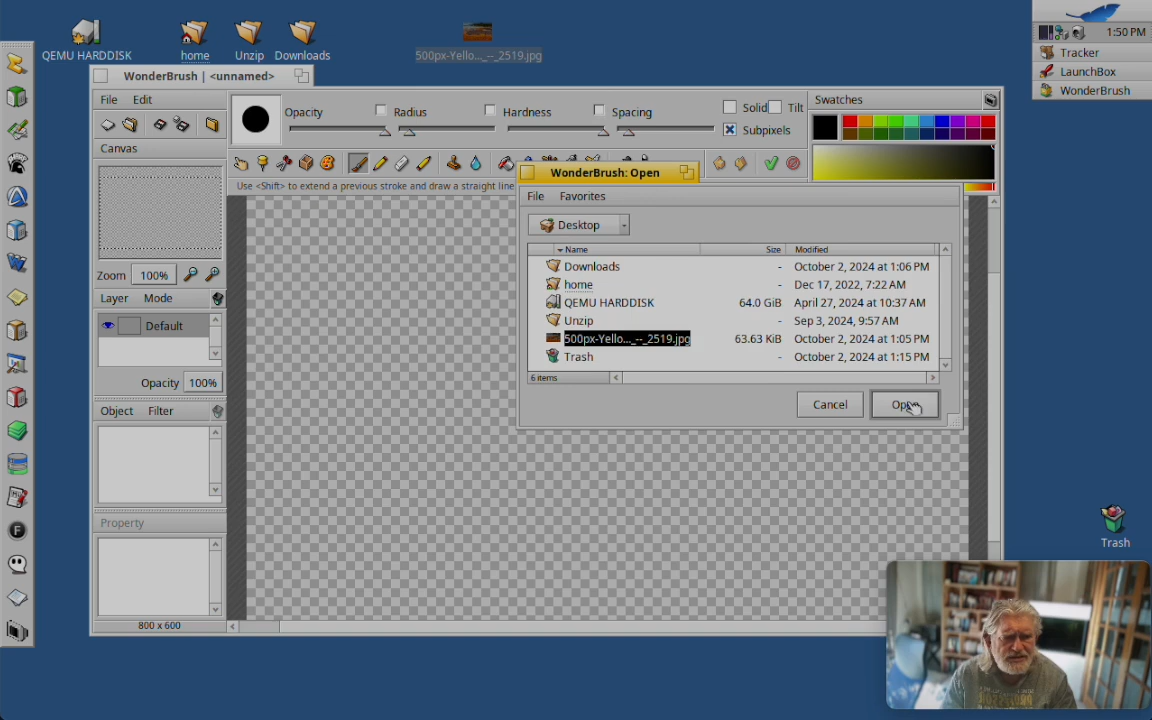 QEMU HARDDISK
home
Unzip
Downloads
500px-Yello..._--_2519.jpg
1:50 PM
Tracker
LaunchBox
WonderBrush
WonderBrush | <unnamed>
File Edit
Opacity
Radius
Hardness
Spacing
Solid
Tilt
Subpixels
Swatches
Canvas
Use <Shift> to extend a previous stroke and draw a straight line
Zoom 100%
Layer Mode
Default
Opacity 100%
Object Filter
Property
800 x 600
WonderBrush: Open
File Favorites
Desktop
Name Size Modified
Downloads - October 2, 2024 at 1:06 PM
home - Dec 17, 2022, 7:22 AM
QEMU HARDDISK 64.0 GiB April 27, 2024 at 10:37 AM
Unzip - Sep 3, 2024, 9:57 AM
500px-Yello..._--_2519.jpg 63.63 KiB October 2, 2024 at 1:05 PM
Trash - October 2, 2024 at 1:15 PM
6 items
Cancel
Open
Trash